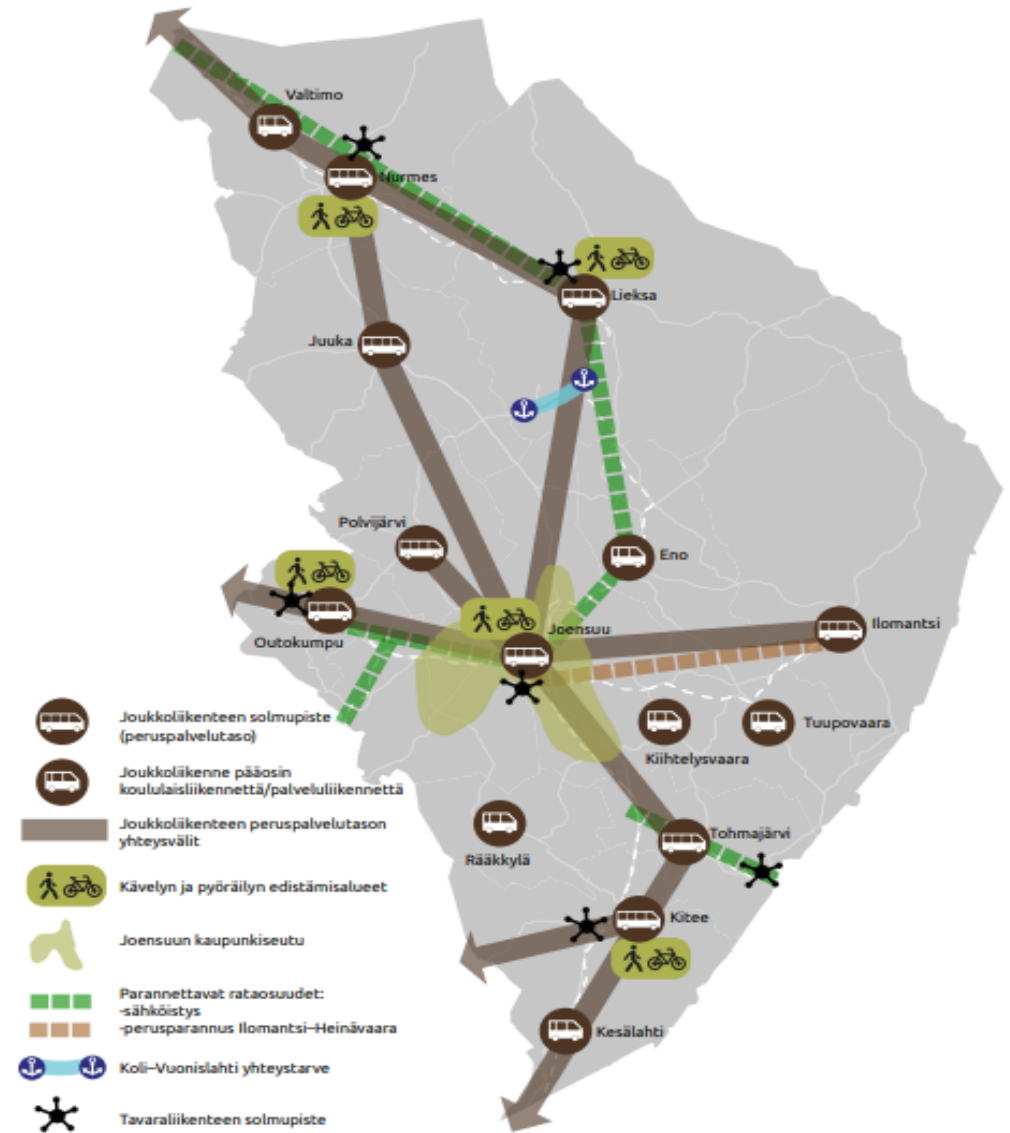 Valtimo
Nurmes
Lieksa
Juuka
Polvijärvi
Eno
Outokumpu
Joensuu
Ilomantsi
Tuupovaara
Kiihtelysvaara
Rääkkylä
Tohmajärvi
Kitee
Kesälahti
Joukkoliikenteen solmupiste
(peruspalvelutaso)
Joukkoliikenne pääosin
koululaisliikennettä/palveluliikennettä
Joukkoliikenteen peruspalvelutason
yhteysvälit
Kävelyn ja pyöräilyn edistämisalueet
Joensuun kaupunkiseutu
Parannettavat rataosuudet:
-sähköistys
-perusparannus Ilomantsi–Heinävaara
Koli–Vuonislahti yhteystarve
Tavaraliikenteen solmupiste